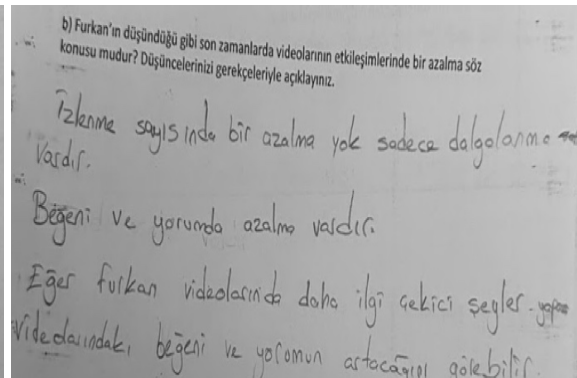 b) Furkan'ın düşündüğü gibi son zamanlarda videolarının etkileşimlerinde bir azalma söz
konusu mudur? Düşüncelerinizi gerekçeleriyle açıklayınız.
İzlenme sayısında bir azalma yok sadece dalgalanma
vardır.
Beğeni ve yorumda azalma vardır.
Eğer furkan videolarında daha ilgi çekici şeyler yapsa
videolarındaki beğeni ve yorumun artacağını görebilir.